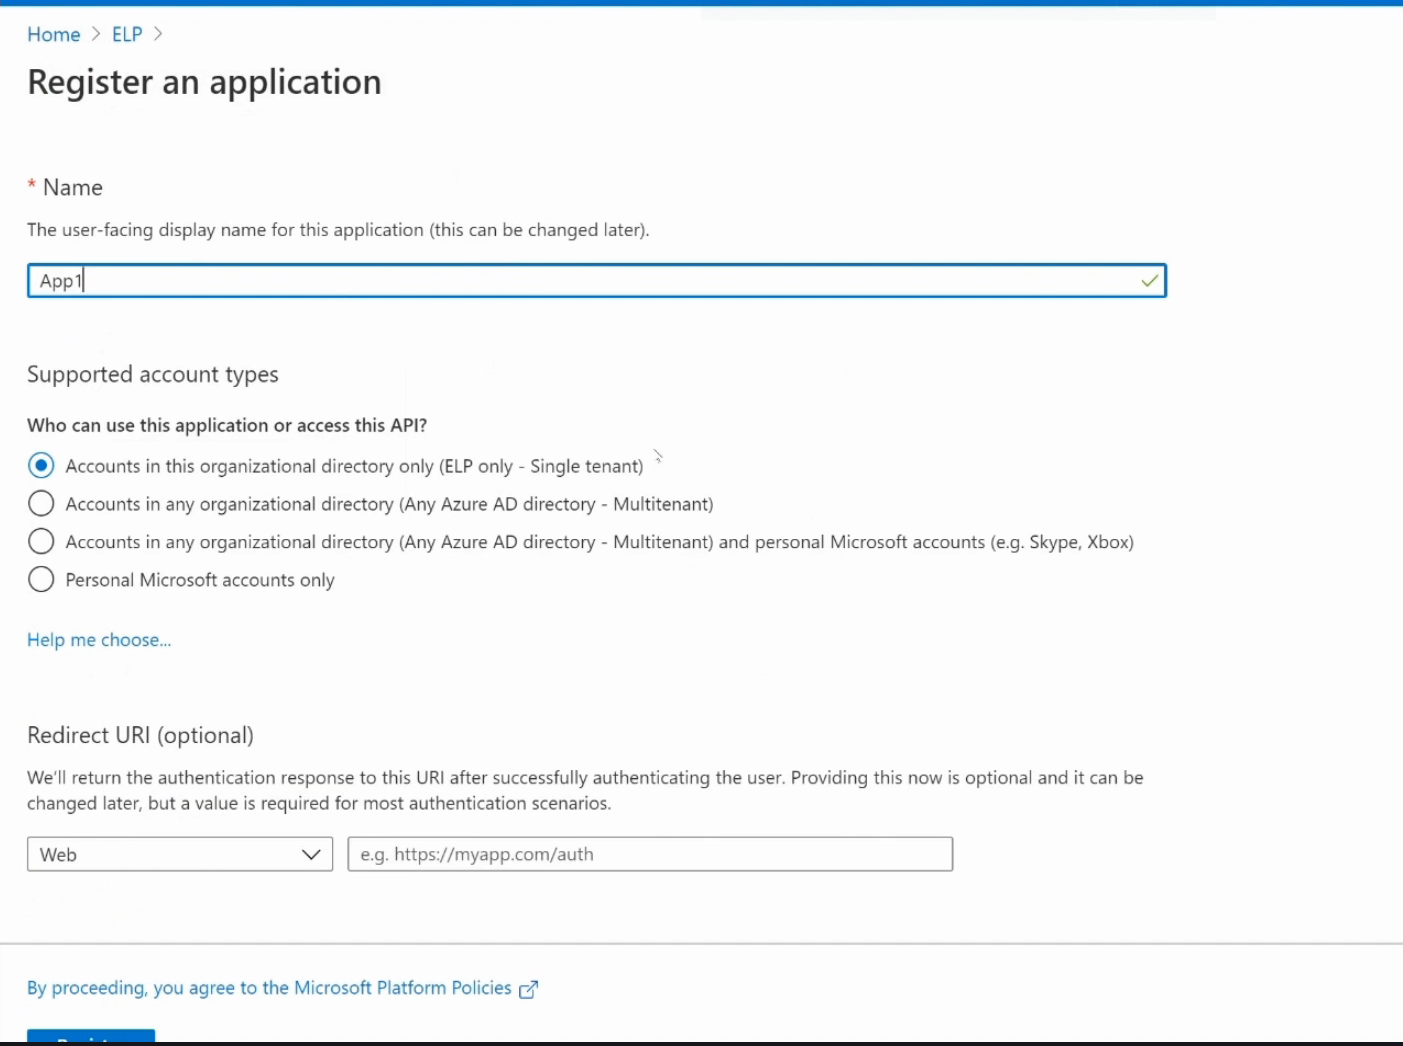 Home > ELP >
Register an application
* Name
The user-facing display name for this application (this can be changed later).
App1
Supported account types
Who can use this application or access this API?
Accounts in this organizational directory only (ELP only - Single tenant)
Accounts in any organizational directory (Any Azure AD directory - Multitenant)
Accounts in any organizational directory (Any Azure AD directory - Multitenant) and personal Microsoft accounts (e.g. Skype, Xbox)
Personal Microsoft accounts only
Help me choose...
Redirect URI (optional)
We'll return the authentication response to this URI after successfully authenticating the user. Providing this now is optional and it can be
changed later, but a value is required for most authentication scenarios.
Web
e.g. https://myapp.com/auth
By proceeding, you agree to the Microsoft Platform Policies